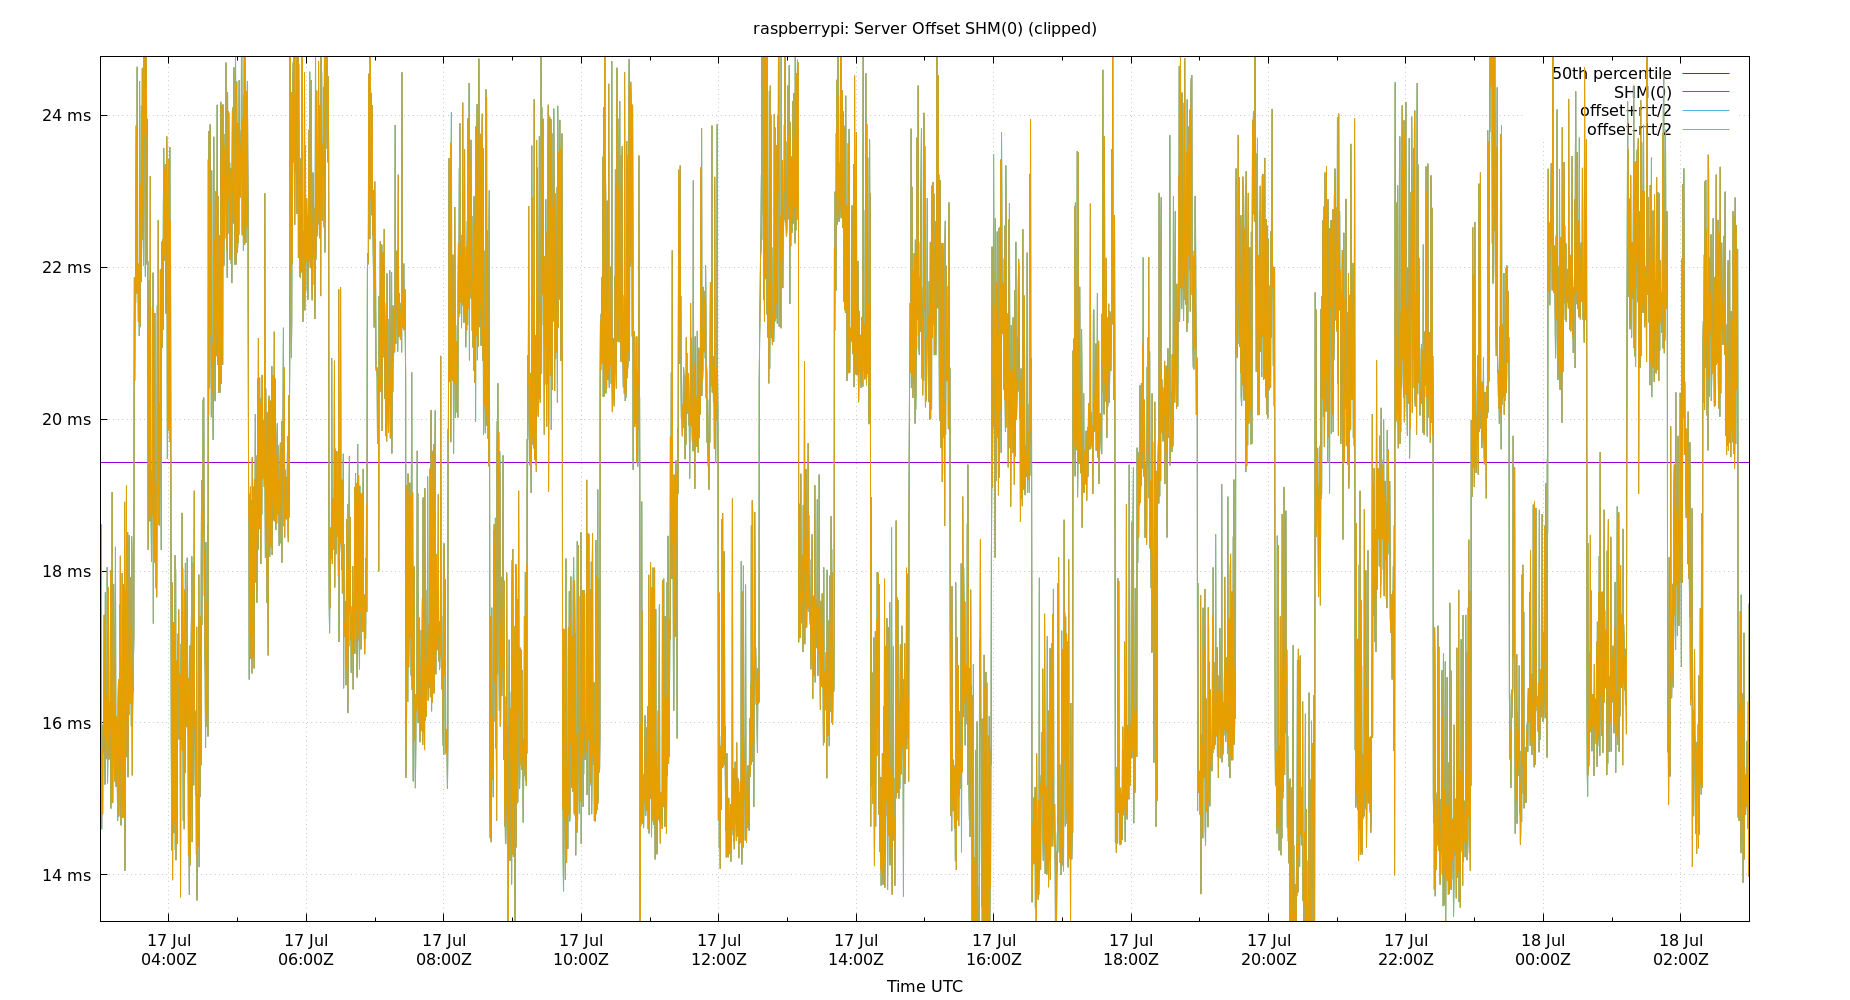 raspberrypi: Server Offset SHM(0) (clipped)
50th percentile
SHM(0)
offset+rtt/2
offset-rtt/2
24 ms
22 ms
20 ms
18 ms
16 ms
14 ms
17 Jul 17 Jul 17 Jul 17 Jul 17 Jul 17 Jul 17 Jul 17 Jul 17 Jul 17 Jul 18 Jul 18 Jul
04:00Z 06:00Z 08:00Z 10:00Z 12:00Z 14:00Z 16:00Z 18:00Z 20:00Z 22:00Z 00:00Z 02:00Z
Time UTC